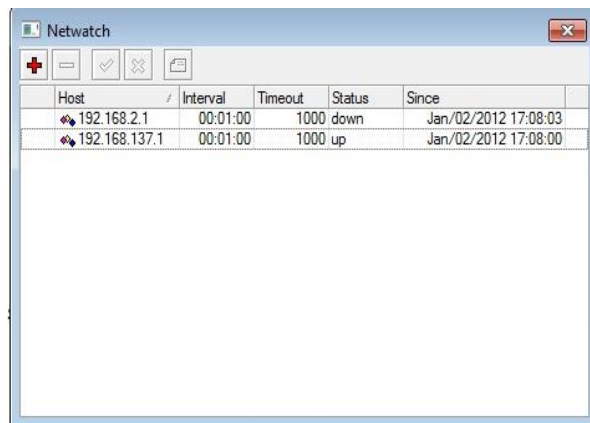 Netwatch
Host Interval Timeout Status Since
192.168.2.1 00:01:00 1000 down Jan/02/2012 17:08:03
192.168.137.1 00:01:00 1000 up Jan/02/2012 17:08:00